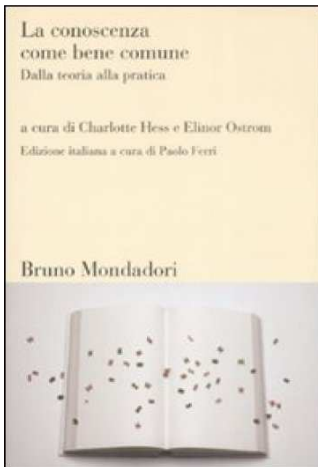 La conoscenza
come bene comune
Dalla teoria alla pratica
a cura di Charlotte Hess e Elinor Ostrom
Edizione italiana a cura di Paolo Ferri
Bruno Mondadori